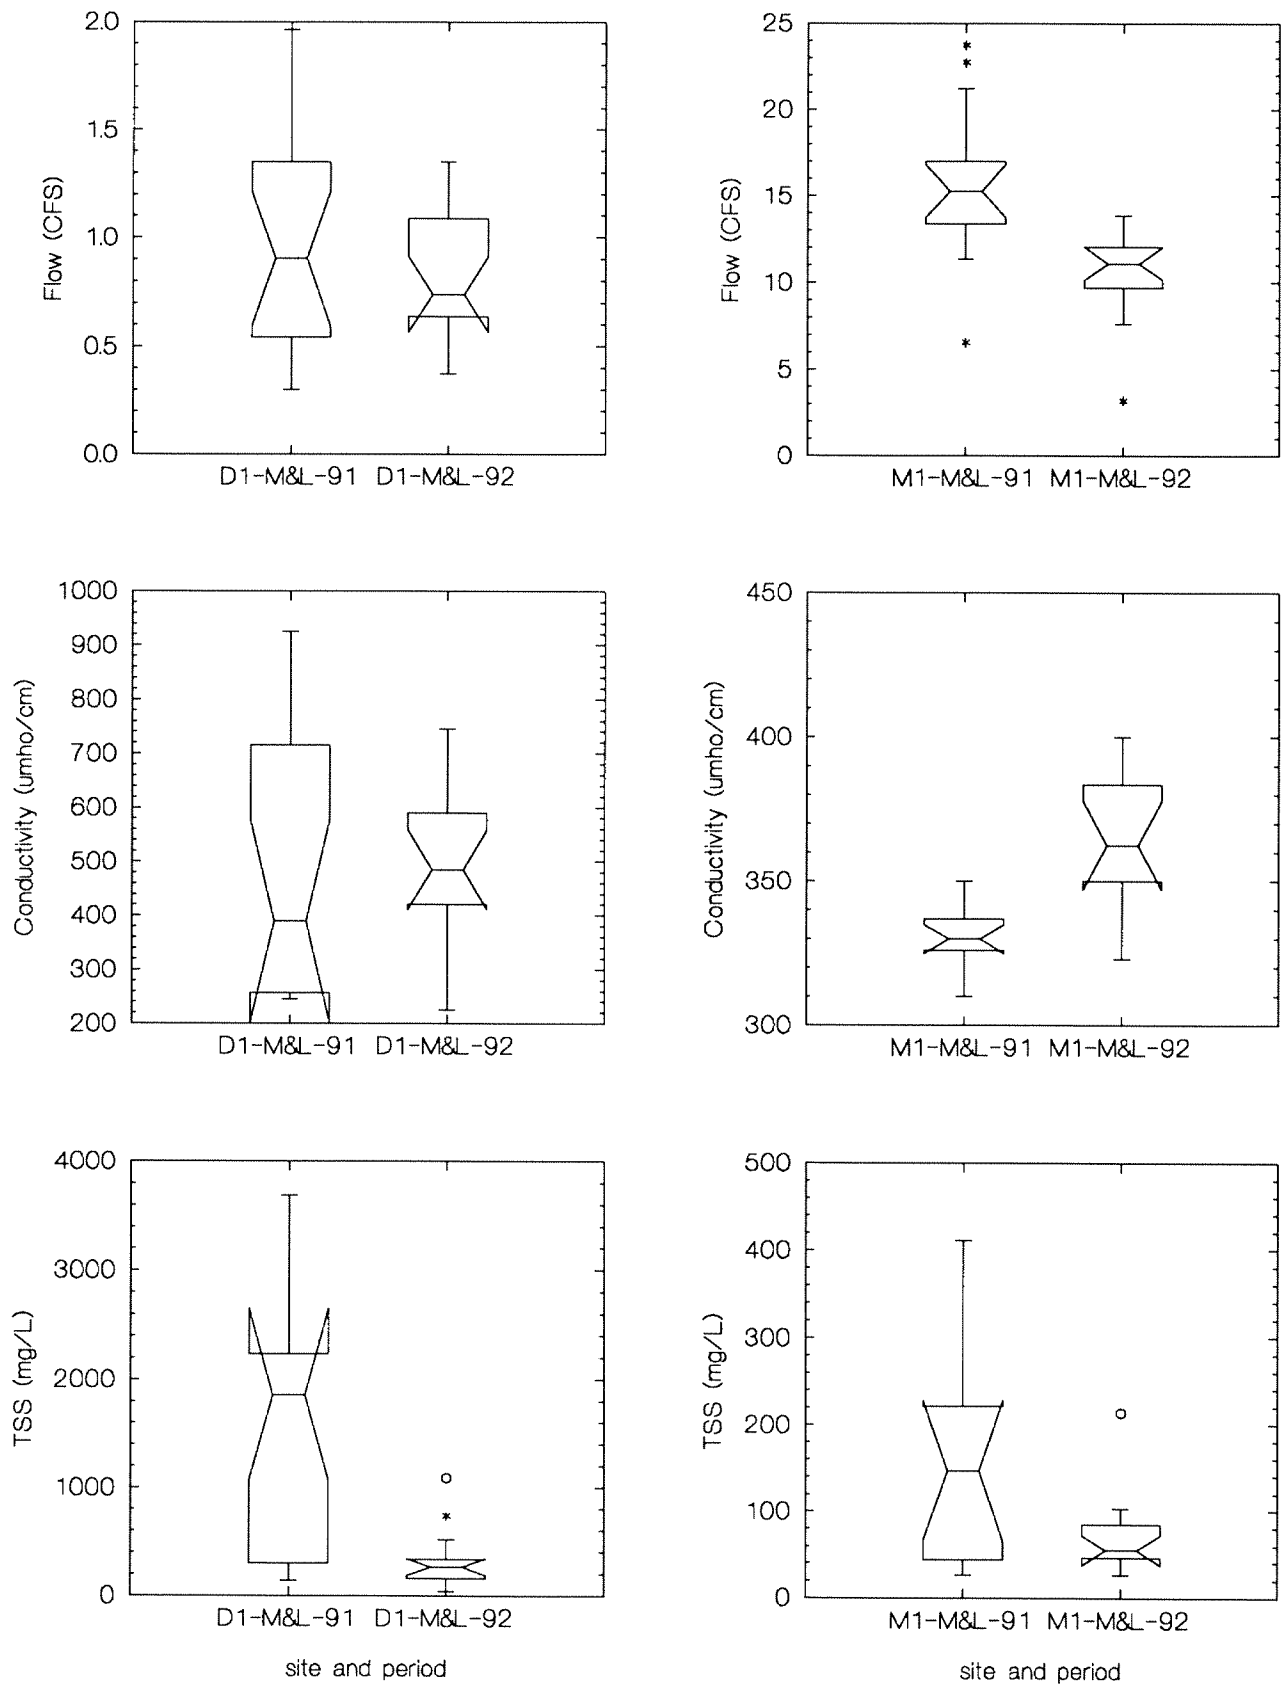 2.0
1.5
1.0
0.5
0.0
Flow (CFS)
D1-M&L-91 D1-M&L-92
25
20
15
10
5
0
Flow (CFS)
M1-M&L-91 M1-M&L-92
1000
900
800
700
600
500
400
300
200
Conductivity (umho/cm)
D1-M&L-91 D1-M&L-92
450
400
350
300
Conductivity (umho/cm)
M1-M&L-91 M1-M&L-92
4000
3000
2000
1000
0
TSS (mg/L)
D1-M&L-91 D1-M&L-92
site and period
500
400
300
200
100
0
TSS (mg/L)
M1-M&L-91 M1-M&L-92
site and period